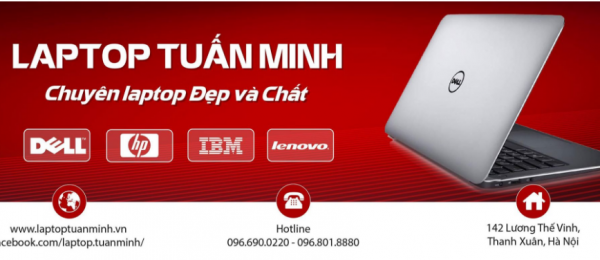 LAPTOP TUẤN MINH
Chuyên laptop Đẹp và Chất
DELL hp IBM lenovo
DELL
www.laptoptuanminh.vn
acebook.com/laptop.tuanminh/
Hotline
096.690.0220 - 096.801.8880
142 Lương Thế Vinh,
Thanh Xuân, Hà Nội